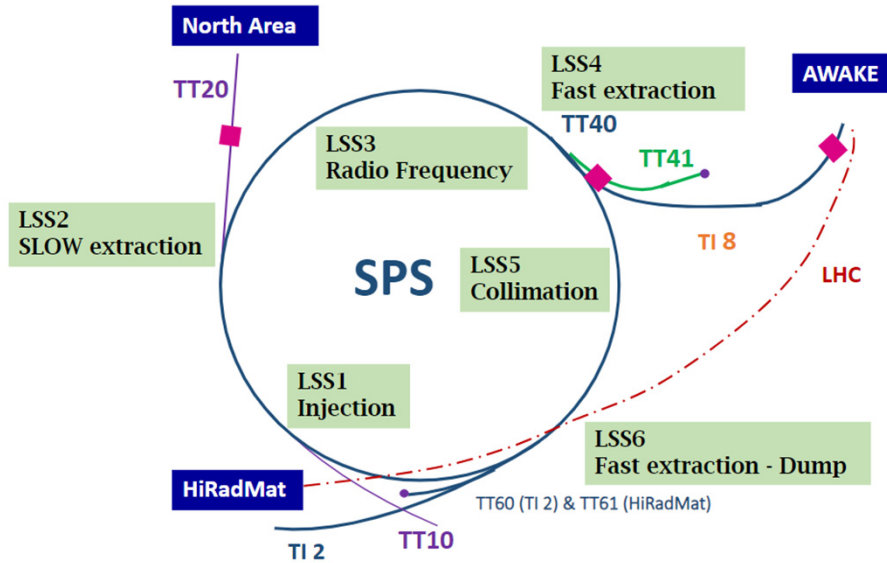 North Area
TT20
LSS4
Fast extraction
AWAKE
TT40
TT41
LSS3
Radio Frequency
LSS2
SLOW extraction
TI 8
LSS5
Collimation
SPS
LHC
LSS1
Injection
LSS6
Fast extraction - Dump
HiRadMat
TT60 (TI 2) & TT61 (HiRadMat)
TT10
TI 2